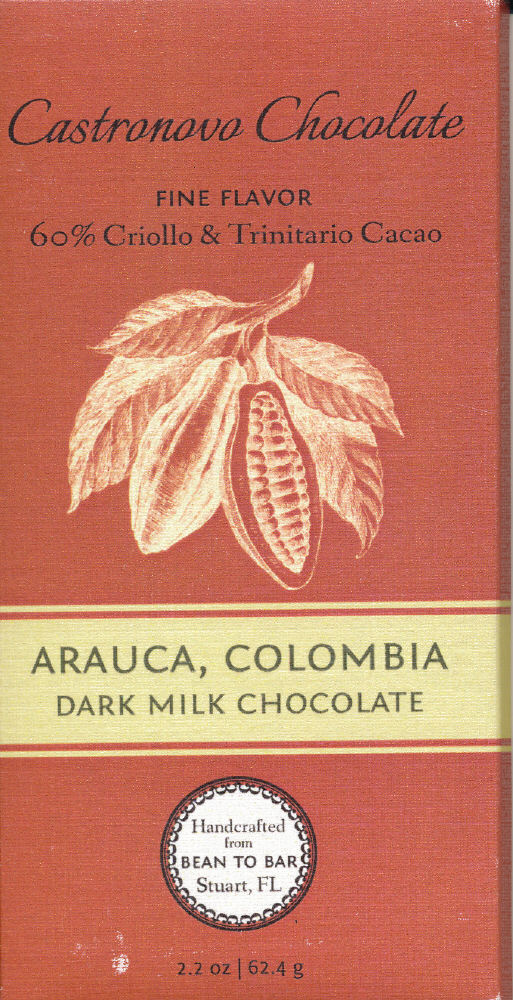 Castronovo Chocolate
FINE FLAVOR
60% Criollo & Trinitario Cacao
ARAUCA, COLOMBIA
DARK MILK CHOCOLATE
Handcrafted
from
BEAN TO BAR
Stuart, FL
2.2 oz | 62.4 g